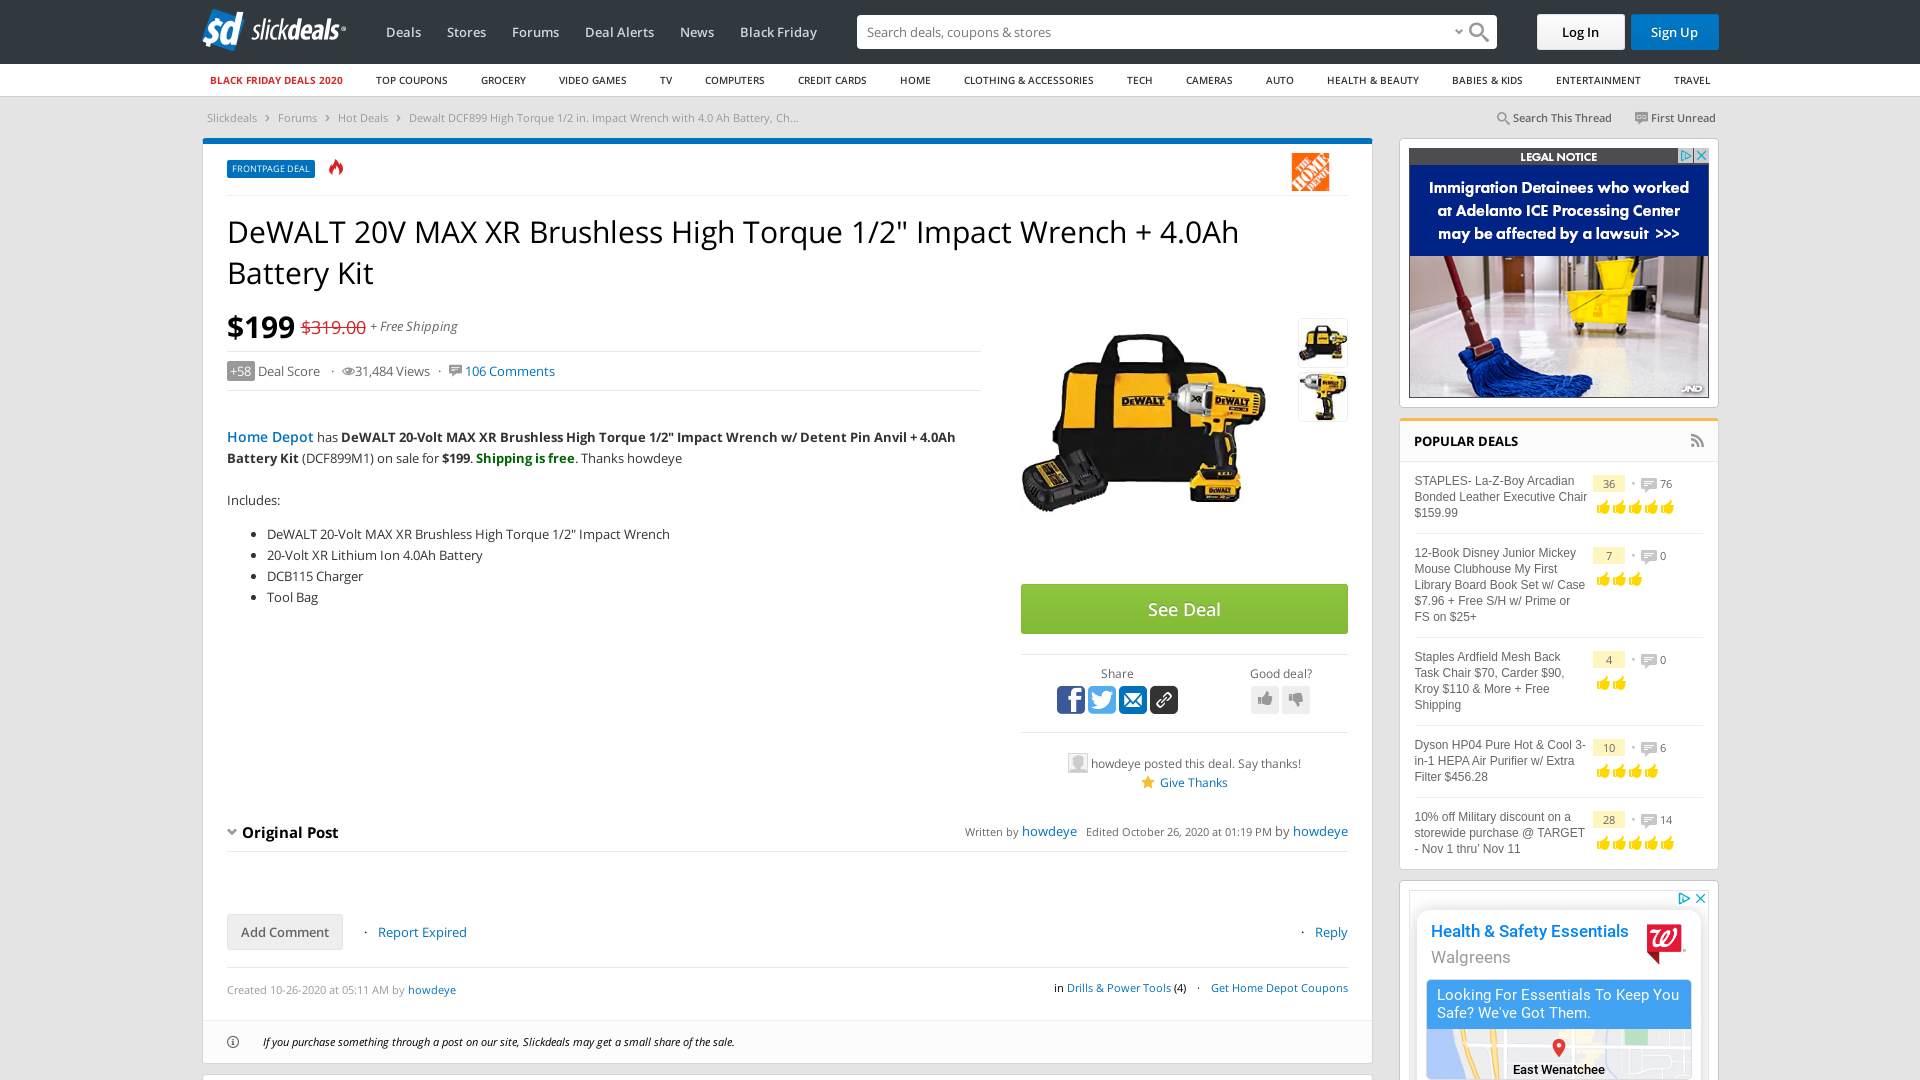 sd slickdeals
Deals Stores Forums Deal Alerts News Black Friday
Search deals, coupons & stores
Log In Sign Up
BLACK FRIDAY DEALS 2020 TOP COUPONS GROCERY VIDEO GAMES TV COMPUTERS CREDIT CARDS HOME CLOTHING & ACCESSORIES TECH CAMERAS AUTO HEALTH & BEAUTY BABIES & KIDS ENTERTAINMENT TRAVEL
Slickdeals › Forums › Hot Deals › Dewalt DCF899 High Torque 1/2 in. Impact Wrench with 4.0 Ah Battery, Ch...
Search This Thread First Unread
FRONTPAGE DEAL
THE HOME DEPOT
DeWALT 20V MAX XR Brushless High Torque 1/2" Impact Wrench + 4.0Ah
Battery Kit
$199 $319.00 + Free Shipping
+58 Deal Score · 31,484 Views · 106 Comments
Home Depot has DeWALT 20-Volt MAX XR Brushless High Torque 1/2" Impact Wrench w/ Detent Pin Anvil + 4.0Ah
Battery Kit (DCF899M1) on sale for $199. Shipping is free. Thanks howdeye
Includes:
• DeWALT 20-Volt MAX XR Brushless High Torque 1/2" Impact Wrench
• 20-Volt XR Lithium Ion 4.0Ah Battery
• DCB115 Charger
• Tool Bag
DEWALT
XR DEWALT
DEWALT
See Deal
Share Good deal?
howdeye posted this deal. Say thanks!
Give Thanks
Original Post
Written by howdeye Edited October 26, 2020 at 01:19 PM by howdeye
Add Comment · Report Expired · Reply
Created 10-26-2020 at 05:11 AM by howdeye
in Drills & Power Tools (4) · Get Home Depot Coupons
If you purchase something through a post on our site, Slickdeals may get a small share of the sale.
LEGAL NOTICE
Immigration Detainees who worked
at Adelanto ICE Processing Center
may be affected by a lawsuit >>>
JND
POPULAR DEALS
STAPLES- La-Z-Boy Arcadian
Bonded Leather Executive Chair
$159.99
36 • 76
12-Book Disney Junior Mickey
Mouse Clubhouse My First
Library Board Book Set w/ Case
$7.96 + Free S/H w/ Prime or
FS on $25+
7 • 0
Staples Ardfield Mesh Back
Task Chair $70, Carder $90,
Kroy $110 & More + Free
Shipping
4 • 0
Dyson HP04 Pure Hot & Cool 3-
in-1 HEPA Air Purifier w/ Extra
Filter $456.28
10 • 6
10% off Military discount on a
storewide purchase @ TARGET
- Nov 1 thru' Nov 11
28 • 14
Health & Safety Essentials
Walgreens
W
Looking For Essentials To Keep You
Safe? We've Got Them.
East Wenatchee